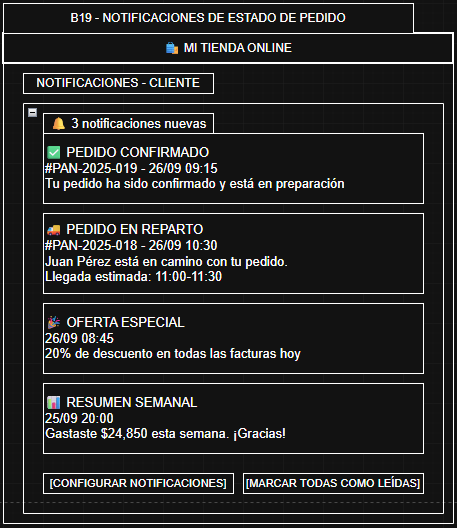 B19 - NOTIFICACIONES DE ESTADO DE PEDIDO
🛍️ MI TIENDA ONLINE
NOTIFICACIONES - CLIENTE
🔔 3 notificaciones nuevas
✅ PEDIDO CONFIRMADO
#PAN-2025-019 - 26/09 09:15
Tu pedido ha sido confirmado y está en preparación
🚚 PEDIDO EN REPARTO
#PAN-2025-018 - 26/09 10:30
Juan Pérez está en camino con tu pedido.
Llegada estimada: 11:00-11:30
🎉 OFERTA ESPECIAL
26/09 08:45
20% de descuento en todas las facturas hoy
📊 RESUMEN SEMANAL
25/09 20:00
Gastaste $24,850 esta semana. ¡Gracias!
[CONFIGURAR NOTIFICACIONES] [MARCAR TODAS COMO LEÍDAS]